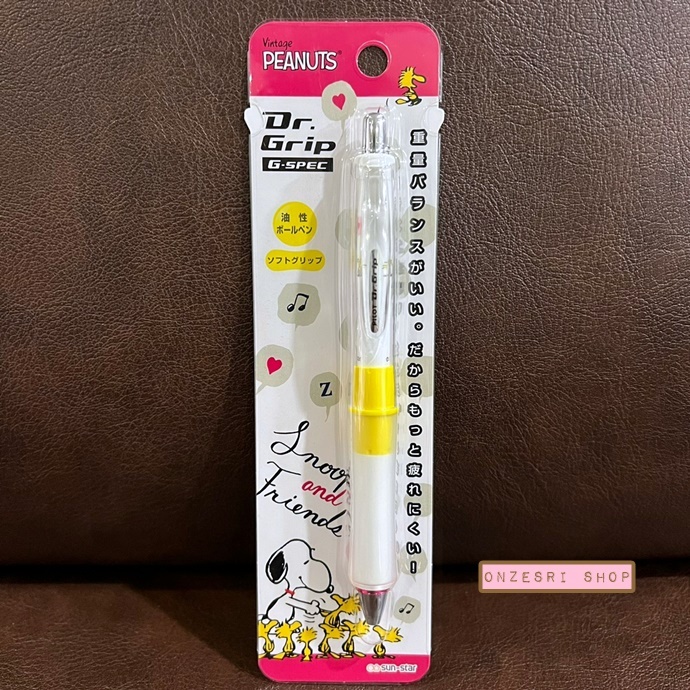 Vintage
PEANUTS®
Dr.
Grip
G-SPEC
油性
ボールペン
ソフトグリップ
重量バランスがいい。だからもっと疲れにくい!
PILOT Dr.Grip
Z
Snoopy
and
Friends
sun-star
ONZESRI SHOP